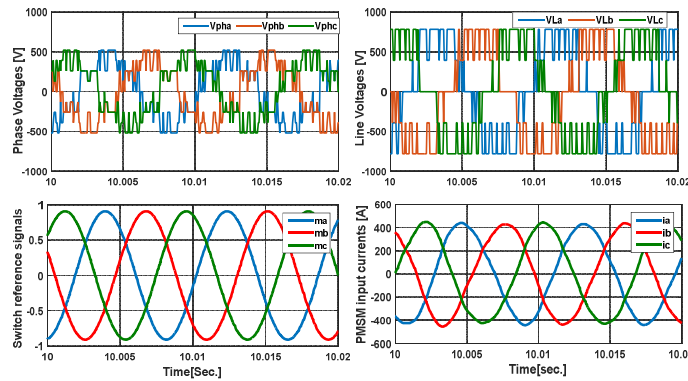 Phase Voltages [V]
1000
500
0
-500
-1000
Vpha Vphb Vphc
10 10.005 10.01 10.015 10.02
Line Voltages [V]
1000
500
0
-500
-1000
VLa VLb VLc
10 10.005 10.01 10.015 10.02
Switch reference signals
1
0.5
0
-0.5
-1
ma
mb
mc
10 10.005 10.01 10.015 10.02
Time[Sec.]
PMSM input currents [A]
600
400
200
0
-200
-400
-600
ia
ib
ic
10 10.005 10.01 10.015
Time[Sec.]